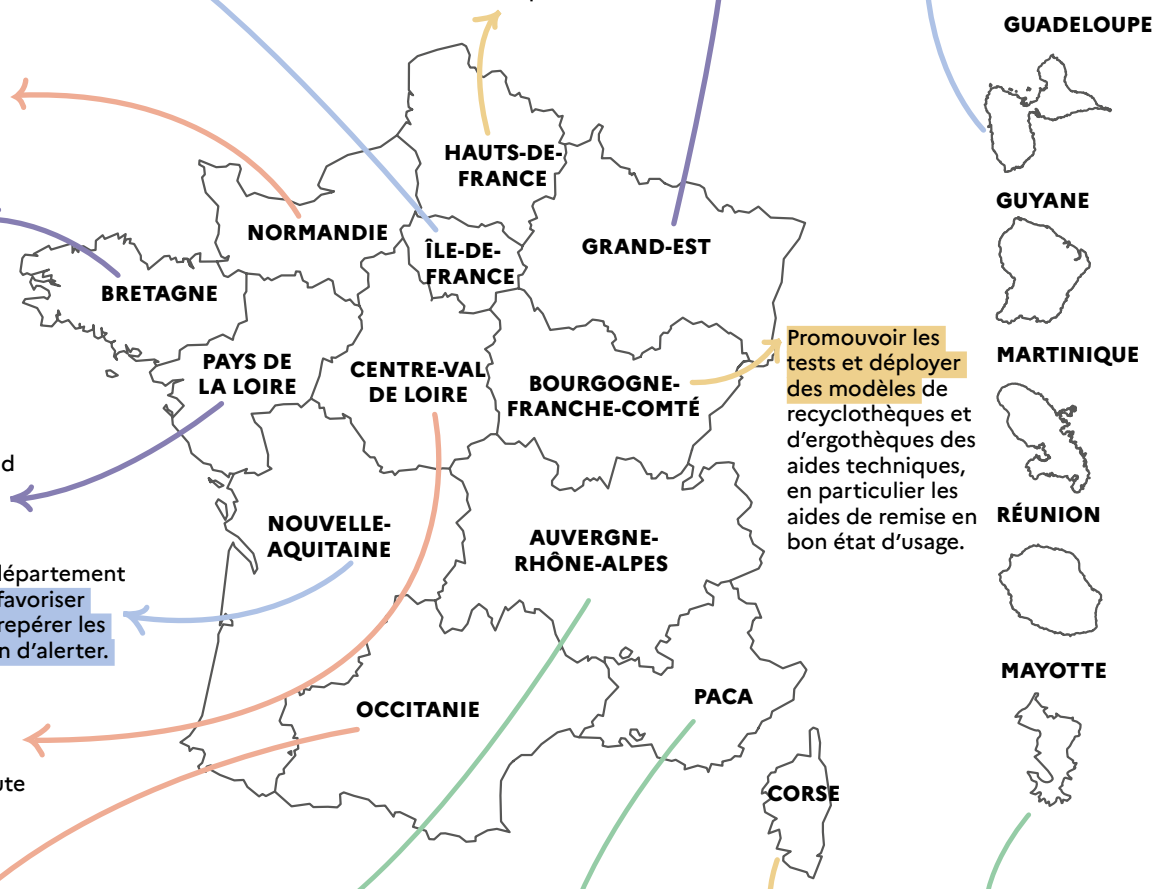 GUADELOUPE
HAUTS-DE-
FRANCE
GUYANE
NORMANDIE
ÎLE-DE-
FRANCE
GRAND-EST
BRETAGNE
PAYS DE
LA LOIRE
CENTRE-VAL
DE LOIRE
BOURGOGNE-
FRANCHE-COMTÉ
Promouvoir les
tests et déployer
des modèles de
recyclothèques et
d’ergothèques des
aides techniques,
en particulier les
aides de remise en
bon état d’usage.
MARTINIQUE
d
NOUVELLE-
AQUITAINE
AUVERGNE-
RHÔNE-ALPES
RÉUNION
département
favoriser
repérer les
n d’alerter.
MAYOTTE
OCCITANIE
PACA
ute
CORSE